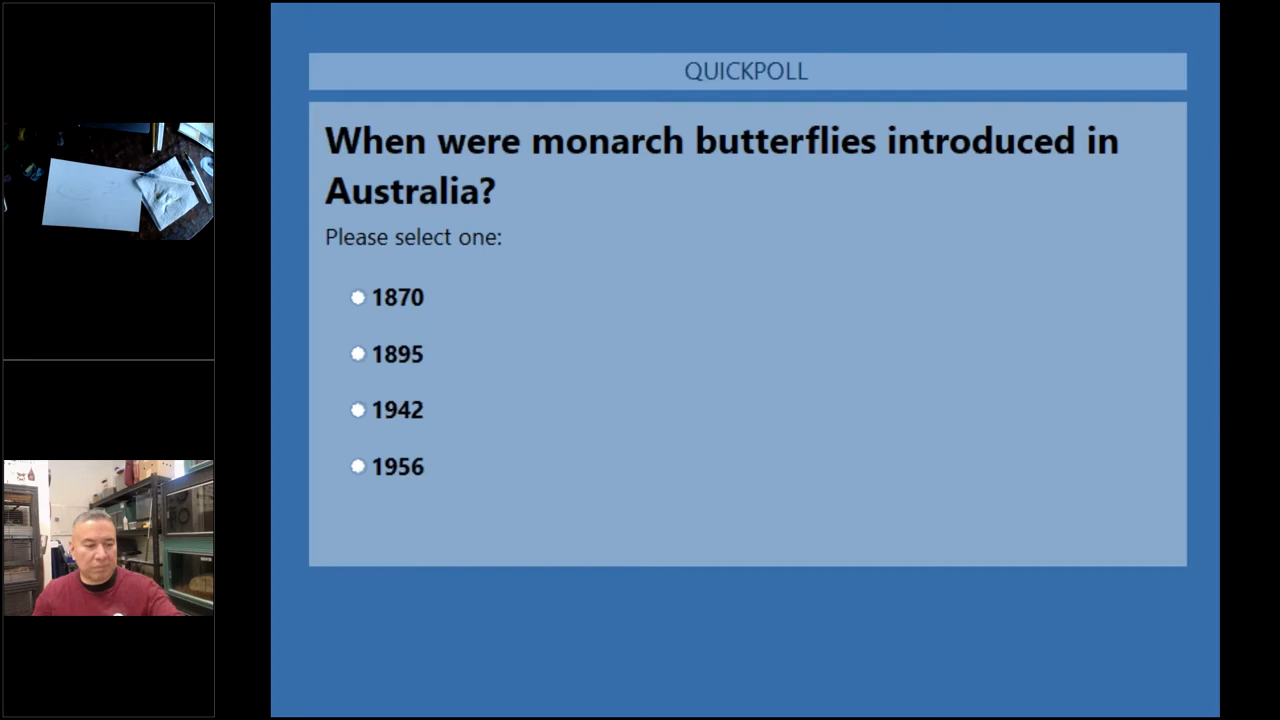 QUICKPOLL
When were monarch butterflies introduced in
Australia?
Please select one:
1870
1895
1942
1956